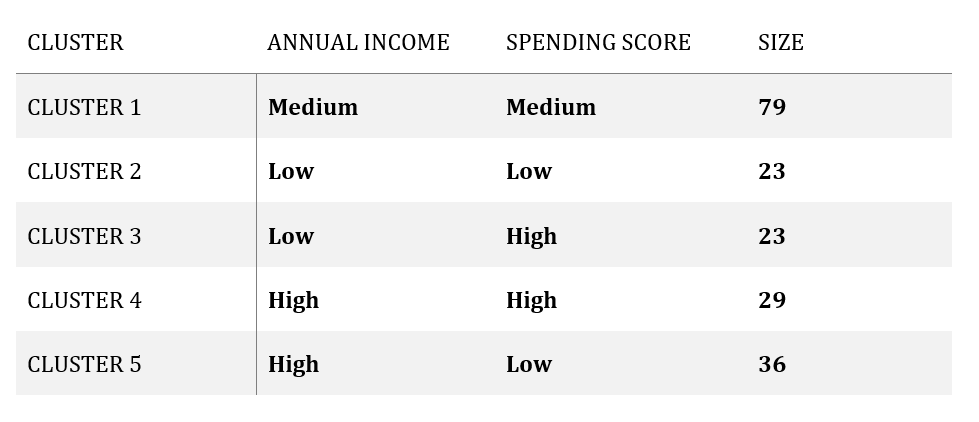 CLUSTER ANNUAL INCOME SPENDING SCORE SIZE
CLUSTER 1 Medium Medium 79
CLUSTER 2 Low Low 23
CLUSTER 3 Low High 23
CLUSTER 4 High High 29
CLUSTER 5 High Low 36